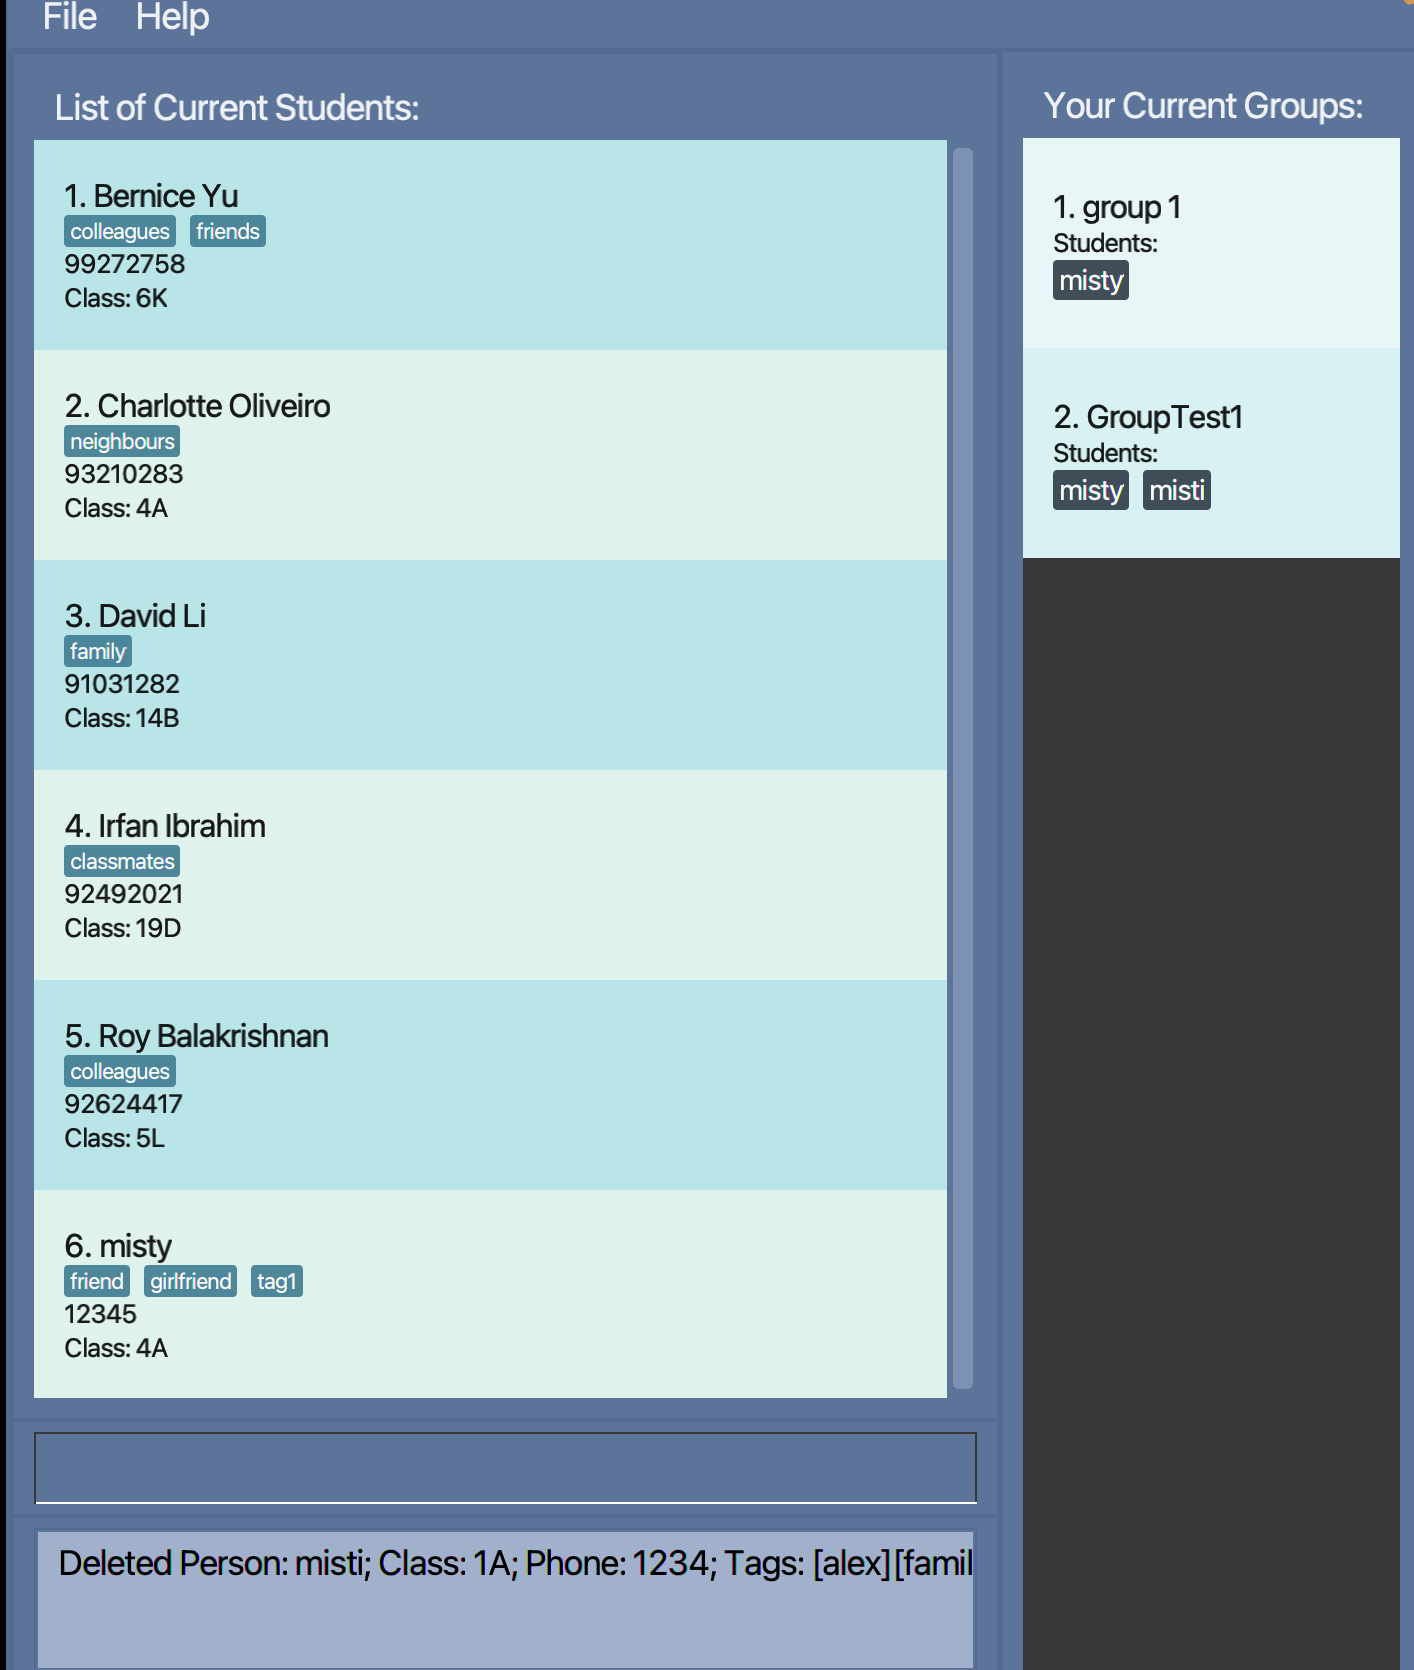 File Help
List of Current Students:
1. Bernice Yu
colleagues friends
99272758
Class: 6K
2. Charlotte Oliveiro
neighbours
93210283
Class: 4A
3. David Li
family
91031282
Class: 14B
4. Irfan Ibrahim
classmates
92492021
Class: 19D
5. Roy Balakrishnan
colleagues
92624417
Class: 5L
6. misty
friend girlfriend tag1
12345
Class: 4A
Deleted Person: misti; Class: 1A; Phone: 1234; Tags: [alex][famil
Your Current Groups:
1. group 1
Students:
misty
2. GroupTest1
Students:
misty misti